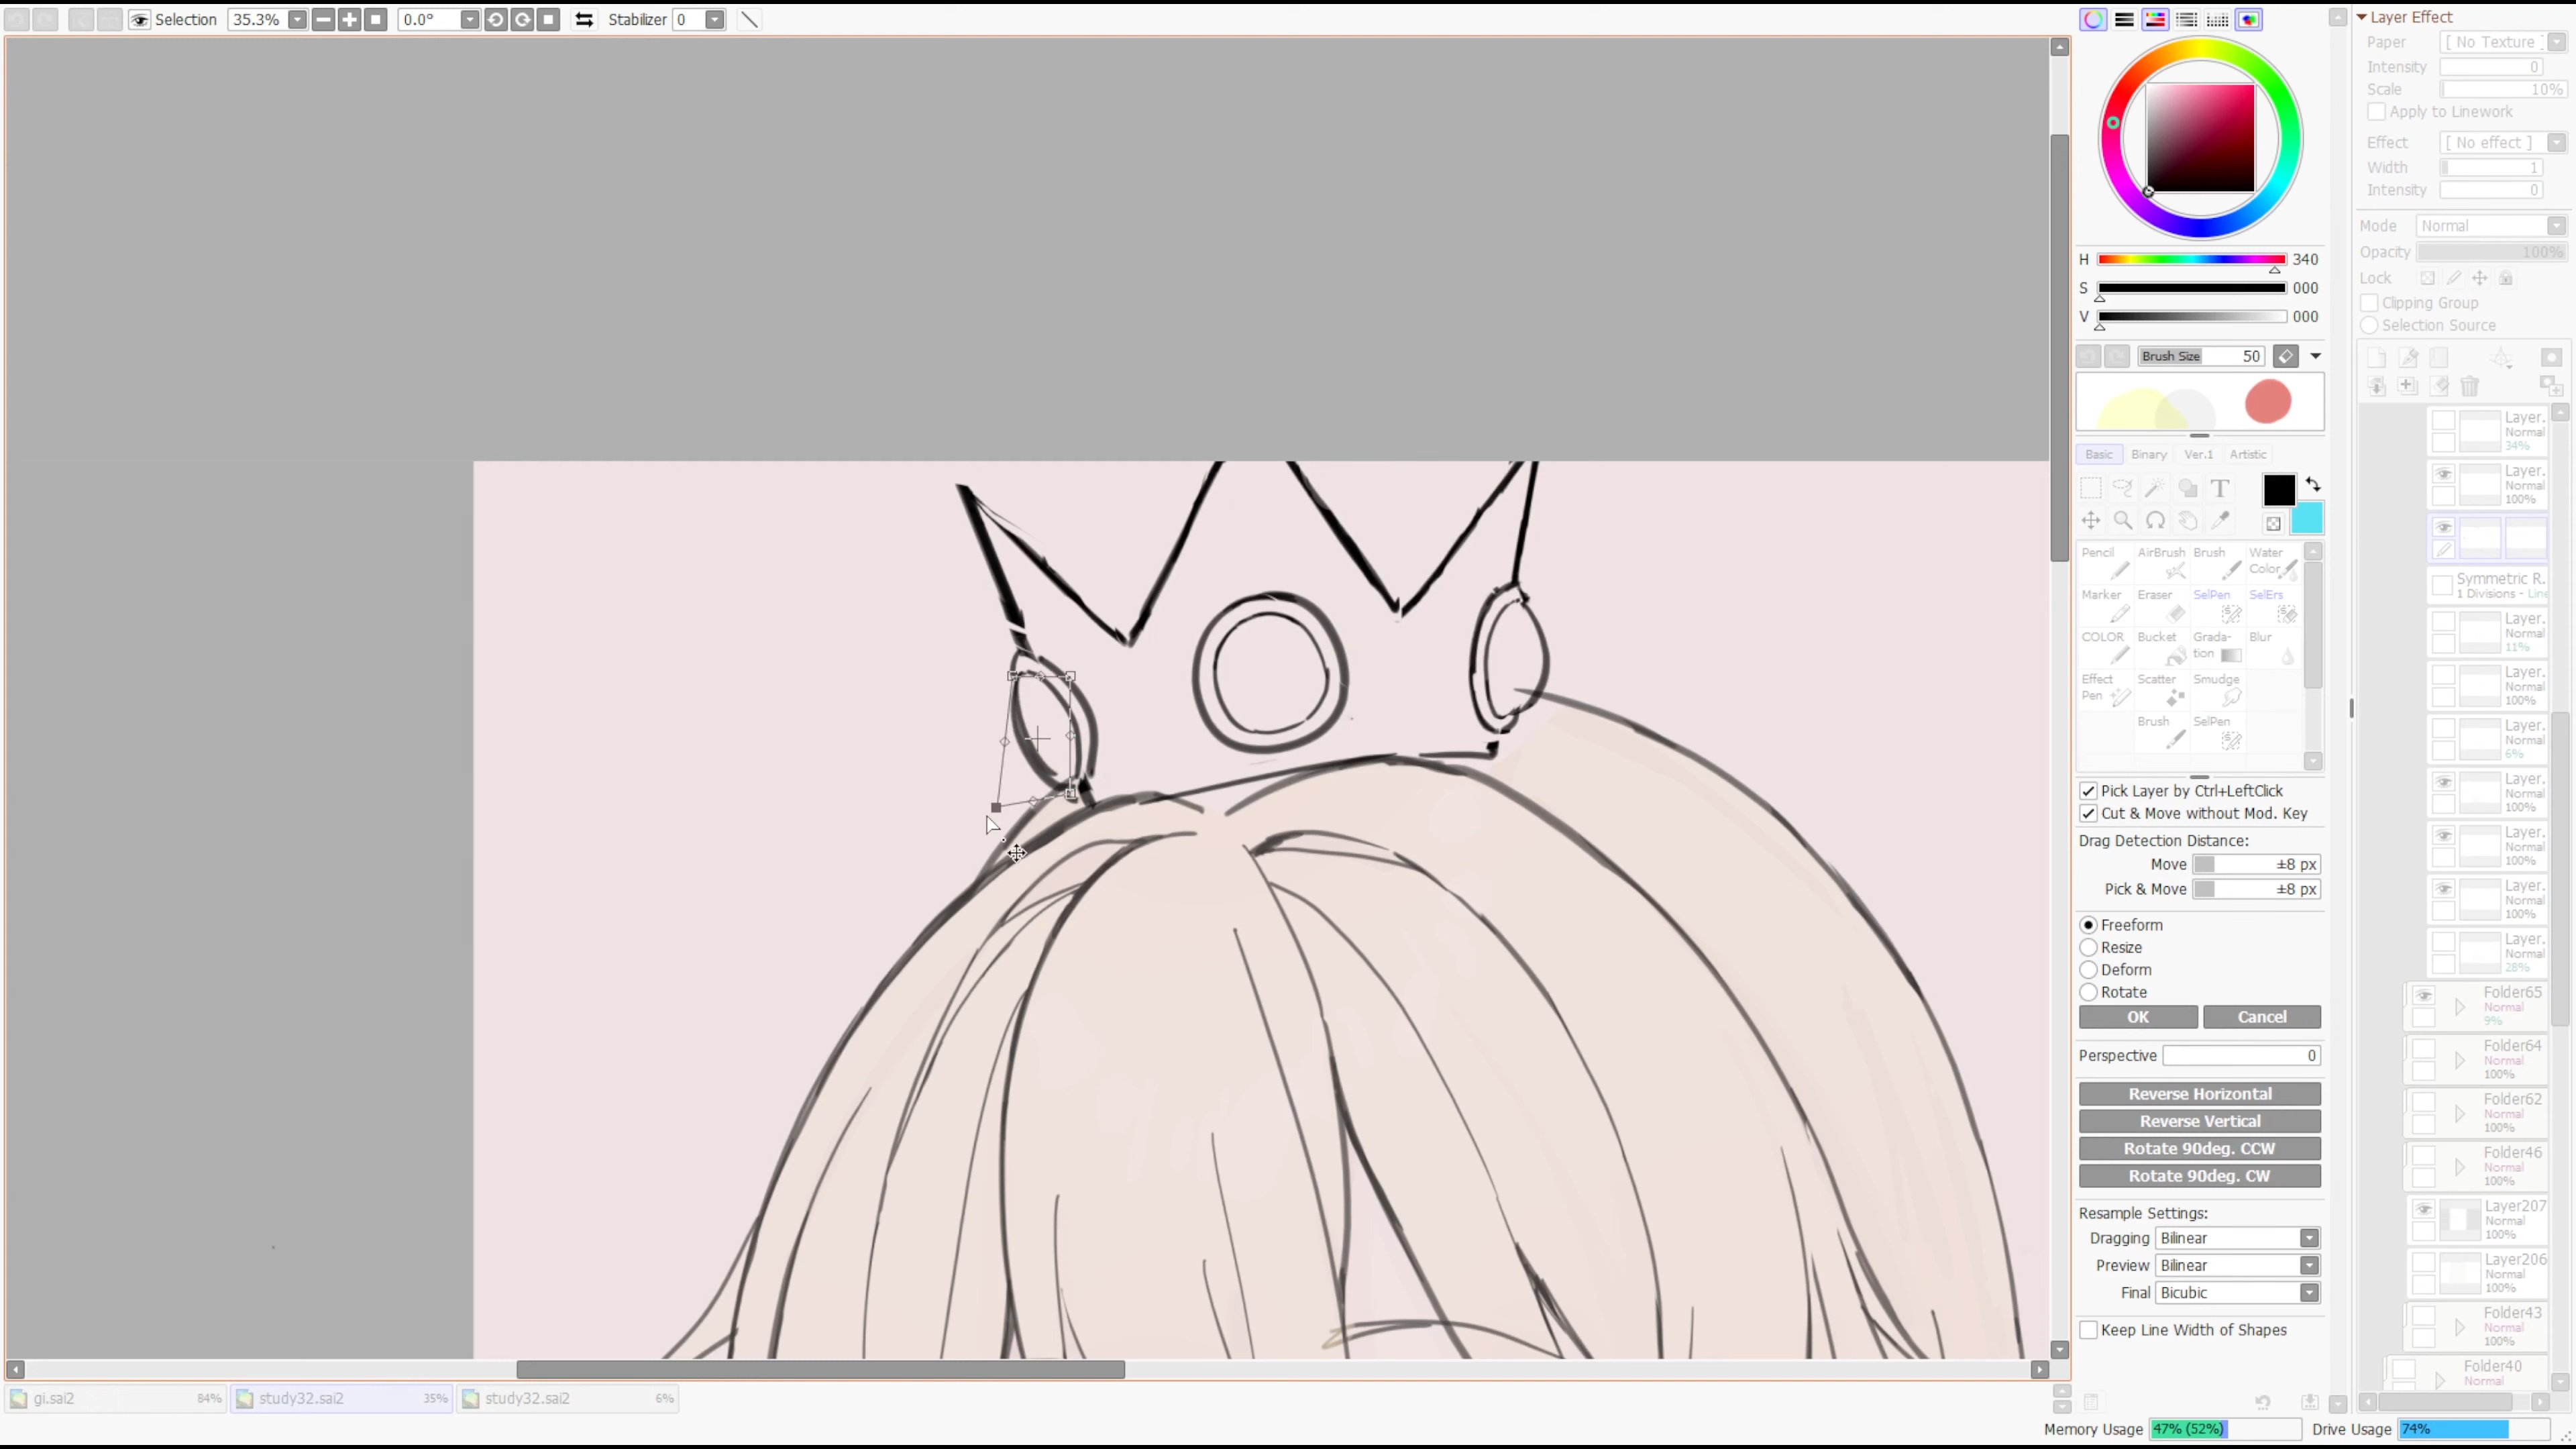 Selection 35.3% 0.0° Stabilizer 0
Layer Effect
Paper [ No Texture ]
Intensity 0
Scale 10%
Apply to Linework
Effect [ No effect ]
Width 1
Intensity 0
Mode Normal
Opacity 100%
Lock
Clipping Group
Selection Source
H 340
S 000
V 000
Brush Size 50
Basic Binary Ver.1 Artistic
T
Pencil AirBrush Brush Water Color
Marker Eraser SelPen SelErs
COLOR Bucket Grada-tion Blur
Effect Pen Scatter Smudge
Brush SelPen
Pick Layer by Ctrl+LeftClick
Cut & Move without Mod. Key
Drag Detection Distance:
Move ±8 px
Pick & Move ±8 px
Freeform
Resize
Deform
Rotate
OK Cancel
Perspective 0
Reverse Horizontal
Reverse Vertical
Rotate 90deg. CCW
Rotate 90deg. CW
Resample Settings:
Dragging Bilinear
Preview Bilinear
Final Bicubic
Keep Line Width of Shapes
Layer.
Normal
34%
Layer.
Normal
100%
Symmetric R.
1 Divisions - Line
Layer.
Normal
11%
Layer.
Normal
100%
Layer.
Normal
6%
Layer.
Normal
100%
Layer.
Normal
100%
Layer.
Normal
100%
Layer.
Normal
28%
Folder65
Normal
9%
Folder64
Normal
100%
Folder62
Normal
100%
Folder46
Normal
100%
Layer207
Normal
100%
Layer206
Normal
100%
Folder43
Normal
100%
Folder40
Normal
gi.sai2 84% study32.sai2 35% study32.sai2 6%
Memory Usage 47% (52%) Drive Usage 74%